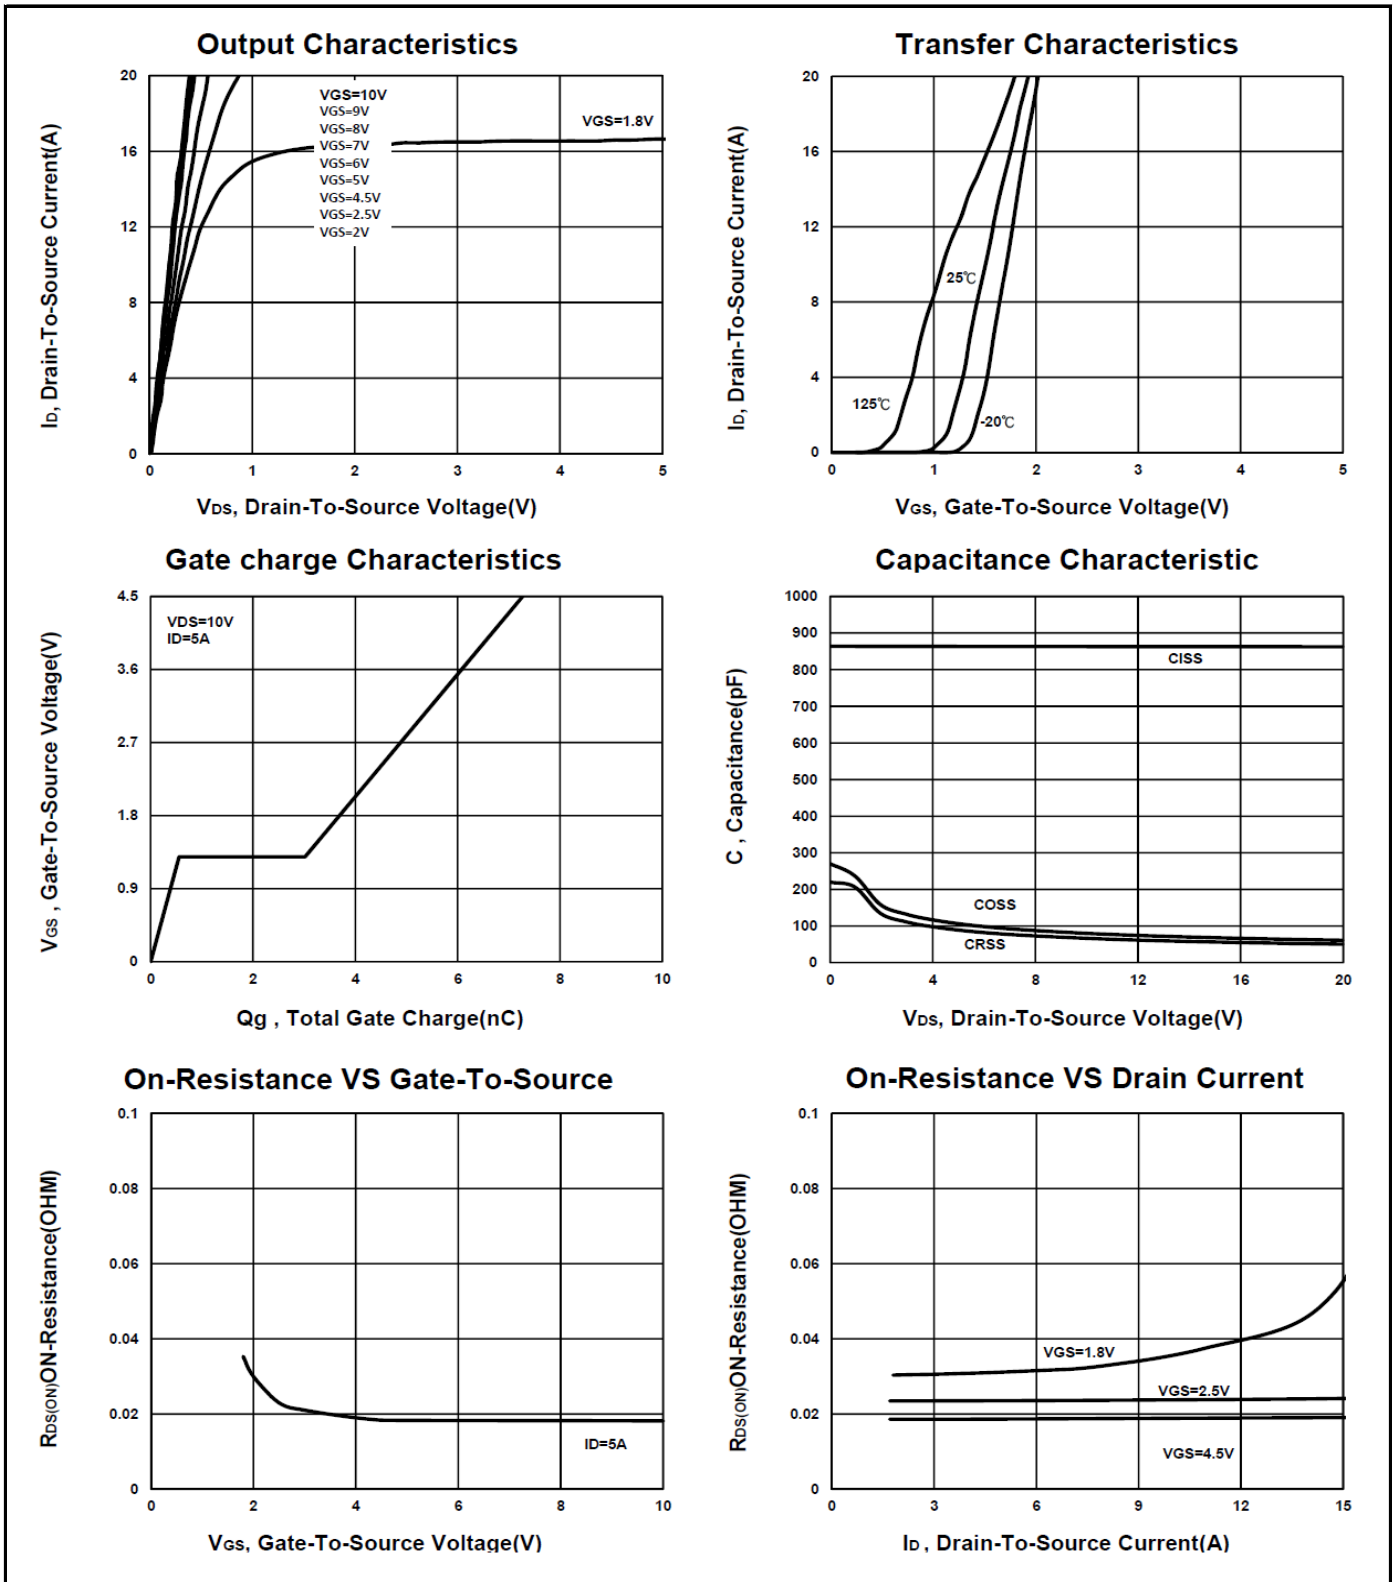 Output Characteristics
ID, Drain-To-Source Current(A)
20
16
12
8
4
0
VGS=10V
VGS=9V
VGS=8V
VGS=7V
VGS=6V
VGS=5V
VGS=4.5V
VGS=2.5V
VGS=2V
VGS=1.8V
0 1 2 3 4 5
VDS, Drain-To-Source Voltage(V)
Transfer Characteristics
ID, Drain-To-Source Current(A)
20
16
12
8
4
0
25℃
125℃
-20℃
0 1 2 3 4 5
VGS, Gate-To-Source Voltage(V)
Gate charge Characteristics
VGS , Gate-To-Source Voltage(V)
4.5
3.6
2.7
1.8
0.9
0
VDS=10V
ID=5A
0 2 4 6 8 10
Qg , Total Gate Charge(nC)
Capacitance Characteristic
C , Capacitance(pF)
1000
900
800
700
600
500
400
300
200
100
0
CISS
COSS
CRSS
0 4 8 12 16 20
VDS, Drain-To-Source Voltage(V)
On-Resistance VS Gate-To-Source
RDS(ON)ON-Resistance(OHM)
0.1
0.08
0.06
0.04
0.02
0
ID=5A
0 2 4 6 8 10
VGS, Gate-To-Source Voltage(V)
On-Resistance VS Drain Current
RDS(ON)ON-Resistance(OHM)
0.1
0.08
0.06
0.04
0.02
0
VGS=1.8V
VGS=2.5V
VGS=4.5V
0 3 6 9 12 15
ID , Drain-To-Source Current(A)